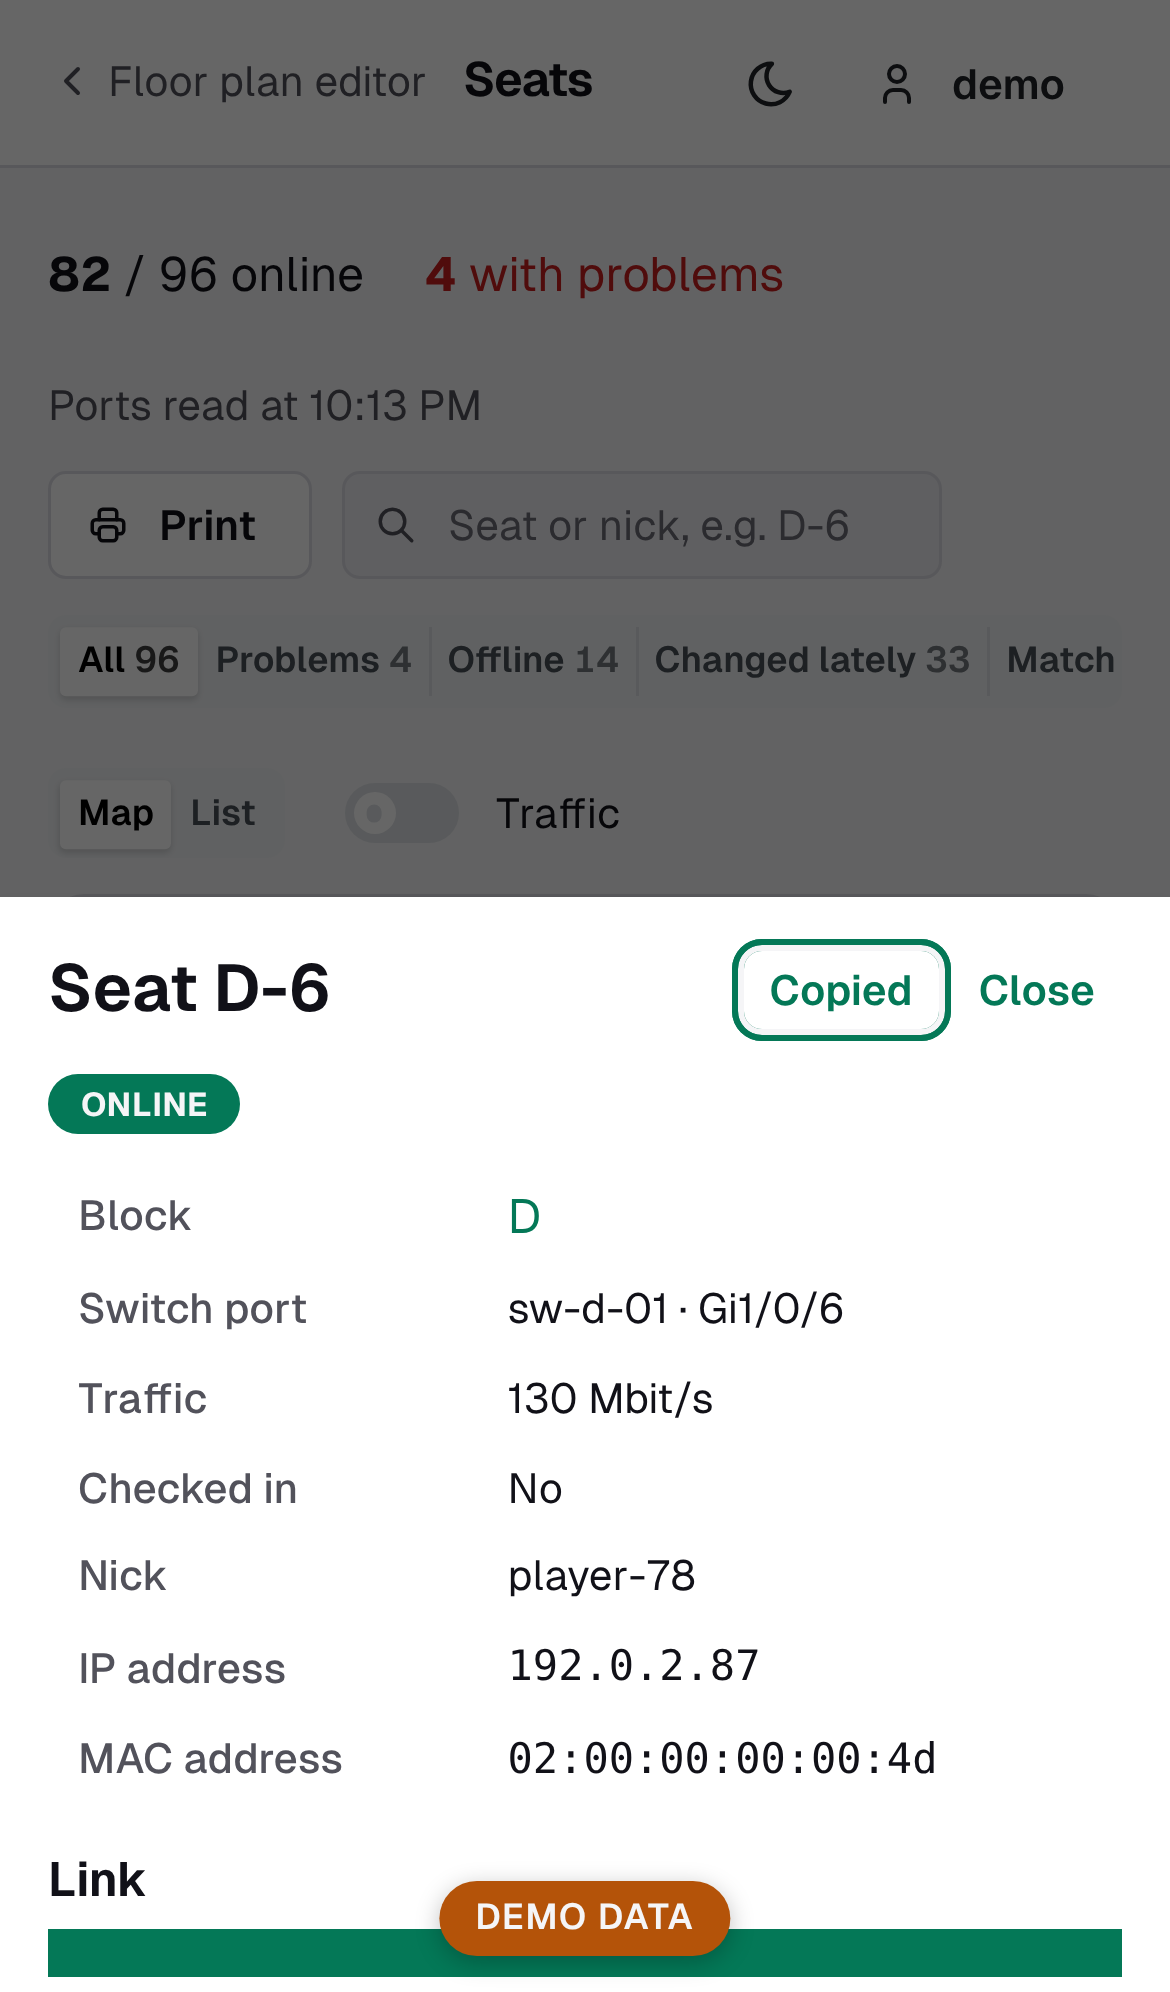 Floor plan editor Seats demo
82 / 96 online 4 with problems
Ports read at 10:13 PM
Print Seat or nick, e.g. D-6
All 96 Problems 4 Offline 14 Changed lately 33 Match
Map List Traffic
Seat D-6 Copied Close
ONLINE
Block D
Switch port sw-d-01 · Gi1/0/6
Traffic 130 Mbit/s
Checked in No
Nick player-78
IP address 192.0.2.87
MAC address 02:00:00:00:00:4d
Link
DEMO DATA